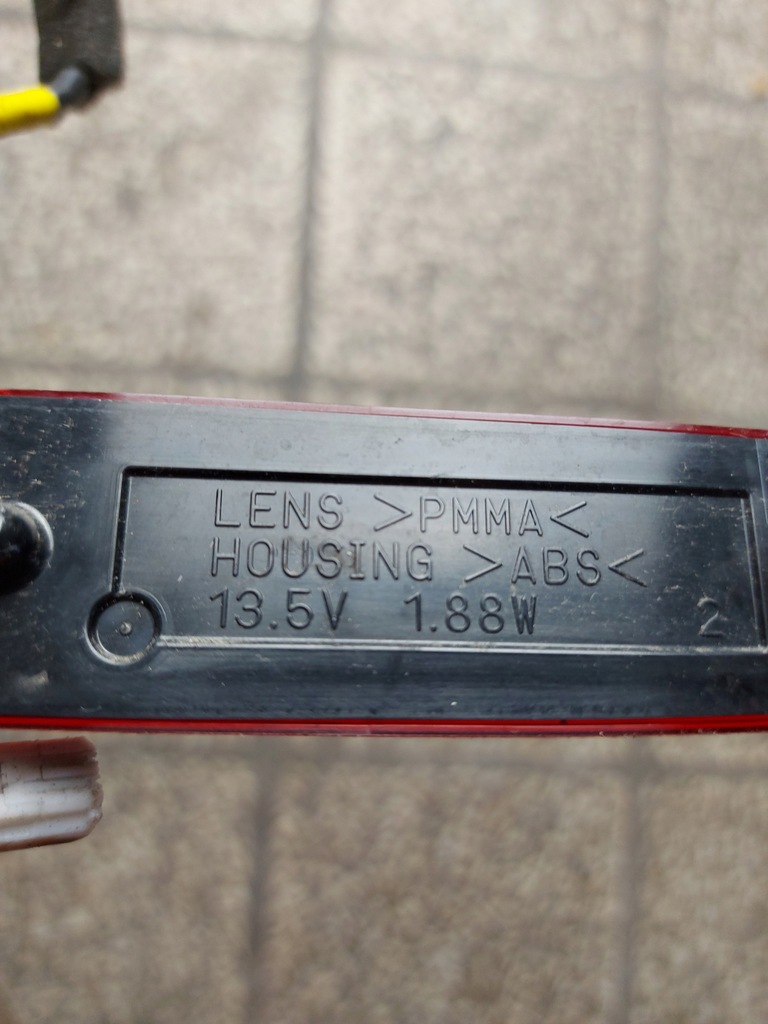 LENS >PMMA<
HOUSING >ABS<
13.5V 1.88W 2